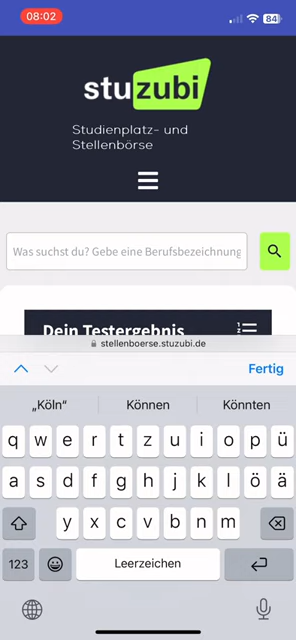 08:02
84
stuzubi
Studienplatz- und
Stellenbörse
Was suchst du? Gebe eine Berufsbezeichnung
Dein Testergebnis
stellenboerse.stuzubi.de
Fertig
„Köln“ Können Könnten
q w e r t z u i o p ü
a s d f g h j k l ö ä
y x c v b n m
123 Leerzeichen